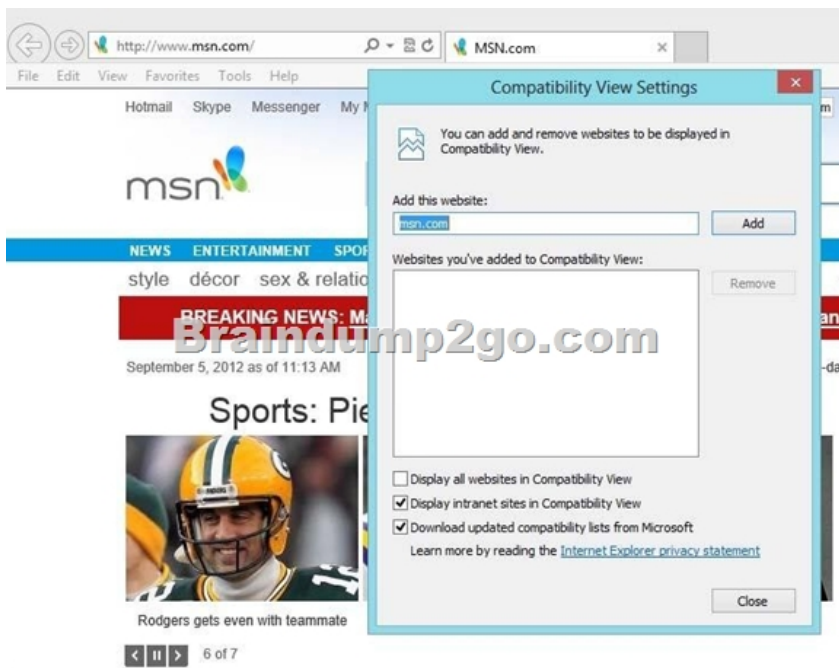 http://www.msn.com/
MSN.com
File Edit View Favorites Tools Help
Compatibility View Settings
Hotmail Skype Messenger My
You can add and remove websites to be displayed in
Compatibility View.
msn
Add this website:
msn.com
Add
NEWS ENTERTAINMENT
Websites you've added to Compatibility View:
Remove
style décor sex &
BREAKING NEWS:
Braindump2go.com
September 5, 2012 as of 11:13 AM
Sports:
Display all websites in Compatibility View
Display intranet sites in Compatibility View
Download updated compatibility lists from Microsoft
Learn more by reading the Internet Explorer privacy statement
Close
Rodgers gets even with teammate
6 of 7